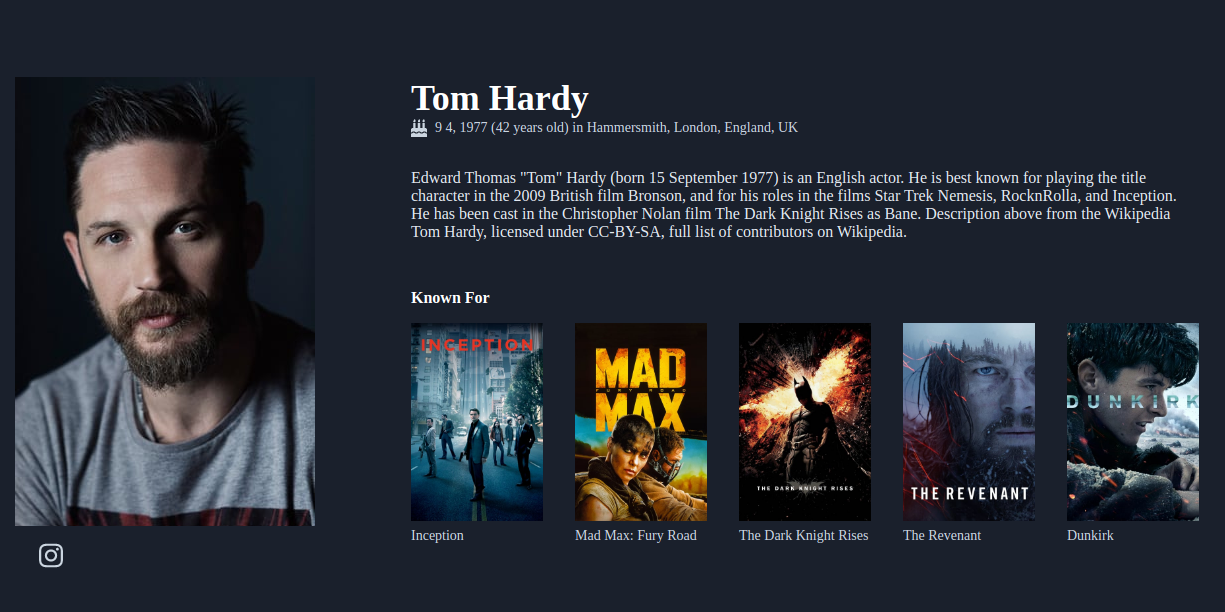 Tom Hardy
9 4, 1977 (42 years old) in Hammersmith, London, England, UK
Edward Thomas "Tom" Hardy (born 15 September 1977) is an English actor. He is best known for playing the title
character in the 2009 British film Bronson, and for his roles in the films Star Trek Nemesis, RocknRolla, and Inception.
He has been cast in the Christopher Nolan film The Dark Knight Rises as Bane. Description above from the Wikipedia
Tom Hardy, licensed under CC-BY-SA, full list of contributors on Wikipedia.
Known For
INCEPTION
MAD
FURY ROAD
MAX
THE DARK KNIGHT RISES
THE REVENANT
DUNKIRK
Inception
Mad Max: Fury Road
The Dark Knight Rises
The Revenant
Dunkirk